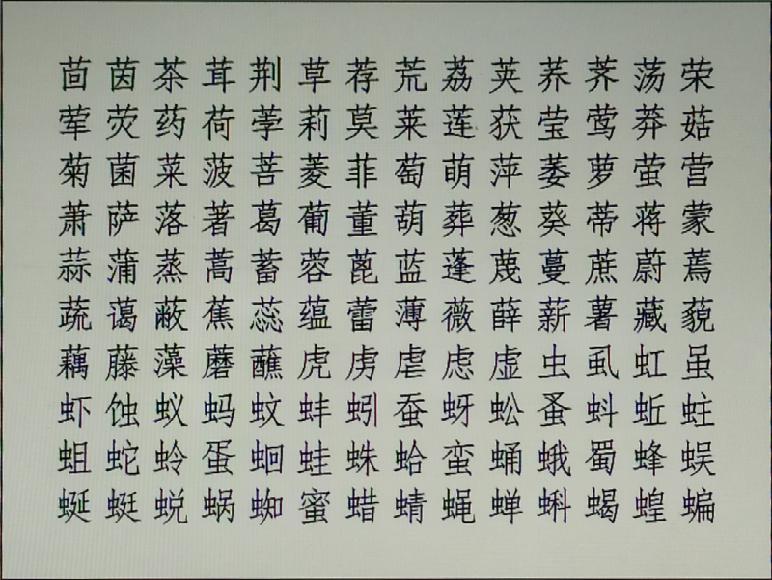 茴茵茶茸荆草荐荒荔荚荞荠荡荣
荤荧药荷荸莉莫莱莲获莹莺莽菇
菊菌菜菠菩菱菲萄萌萍萎萝萤营
萧萨落著葛葡董葫葬葱葵蒂蒋蒙
蒜蒲蒸蒿蓄蓉蓖蓝蓬蔑蔓蔗蔚蔫
蔬蔼蔽蕉蕊蕴蕾薄薇薛薪薯藏藐
藕藤藻蘑蘸虎虏虐虑虚虫虱虹虽
虾蚀蚁蚂蚊蚌蚓蚕蚜蚣蚤蚪蚯蛀
蛆蛇蛉蛋蛔蛙蛛蛤蛮蛹蛾蜀蜂蜈
蜒蜓蜕蜗蜘蜜蜡蜻蝇蝉蝌蝎蝗蝙